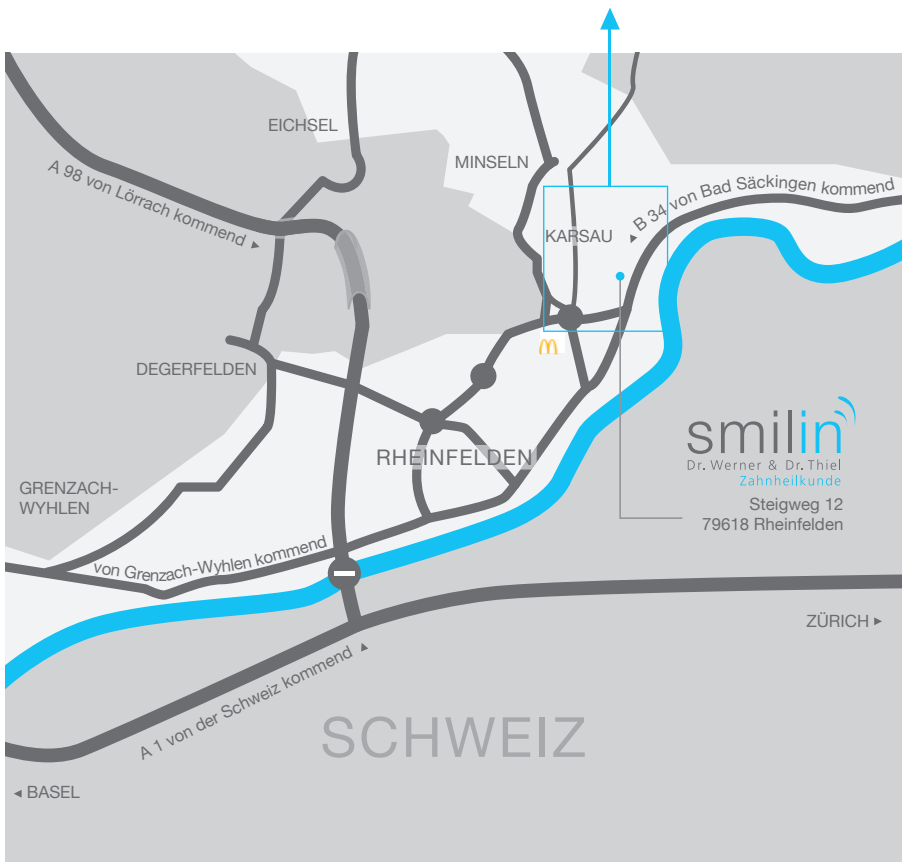 EICHSEL
MINSELN
A 98 von Lörrach kommend ►
B 34 von Bad Säckingen kommend
KARSAU
DEGERFELDEN
smilin
Dr. Werner & Dr. Thiel
Zahnheilkunde
Steigweg 12
79618 Rheinfelden
RHEINFELDEN
GRENZACH-
WYHLEN
von Grenzach-Wyhlen kommend
ZÜRICH ►
A 1 von der Schweiz kommend
SCHWEIZ
◄ BASEL